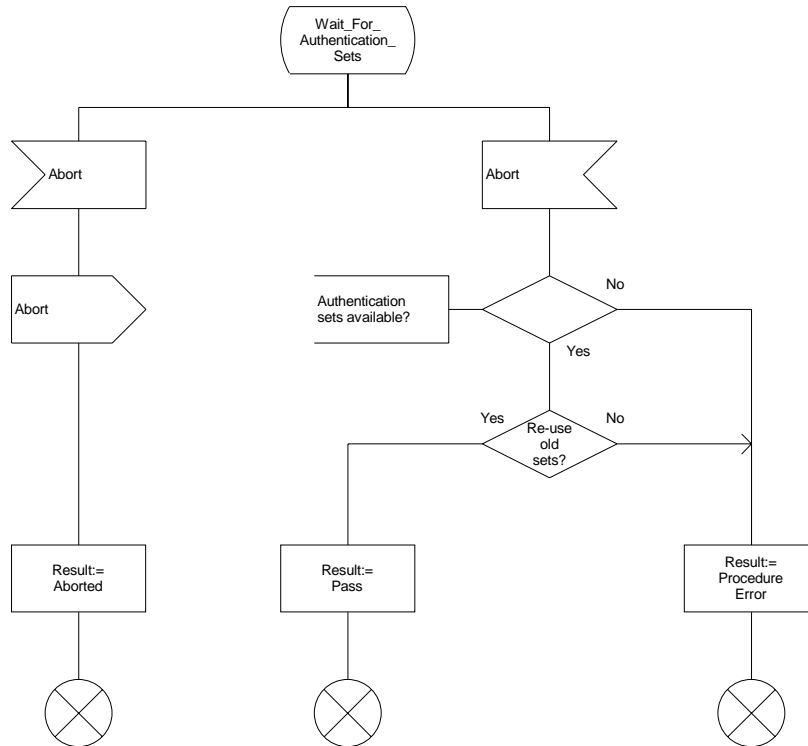 Wait_For_
Authentication_
Sets
Abort
Abort
Abort
Authentication
sets available?
No
Yes
Yes
Re-use
old
sets?
No
Result:=
Aborted
Result:=
Pass
Result:=
Procedure
Error